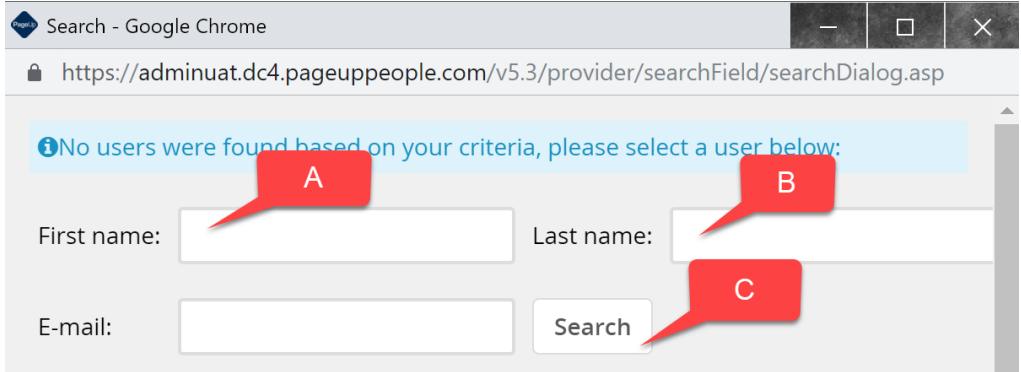 PageUp
Search - Google Chrome
https://adminuat.dc4.pageuppeople.com/v5.3/provider/searchField/searchDialog.asp
No users were found based on your criteria, please select a user below:
A
B
First name:
Last name:
C
E-mail:
Search